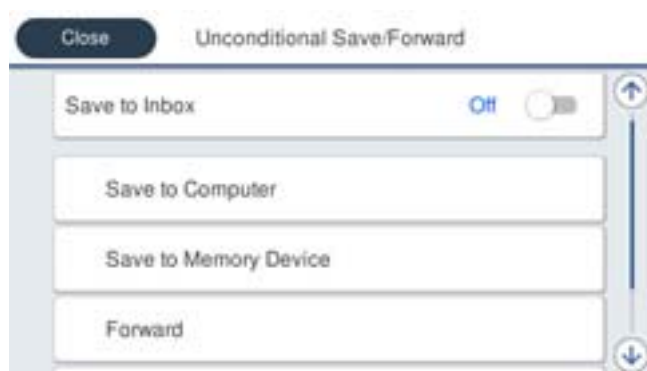 Close Unconditional Save/Forward
Save to Inbox Off
Save to Computer
Save to Memory Device
Forward